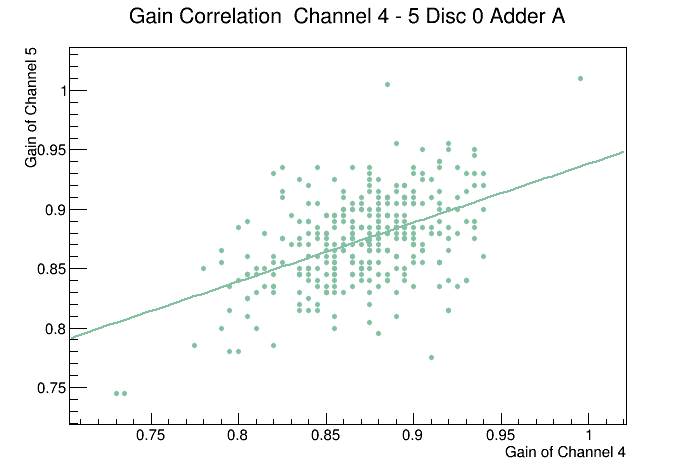 Gain Correlation  Channel 4 - 5 Disc 0 Adder A
Gain of Channel 5
1
0.95
0.9
0.85
0.8
0.75
0.75 0.8 0.85 0.9 0.95 1
Gain of Channel 4